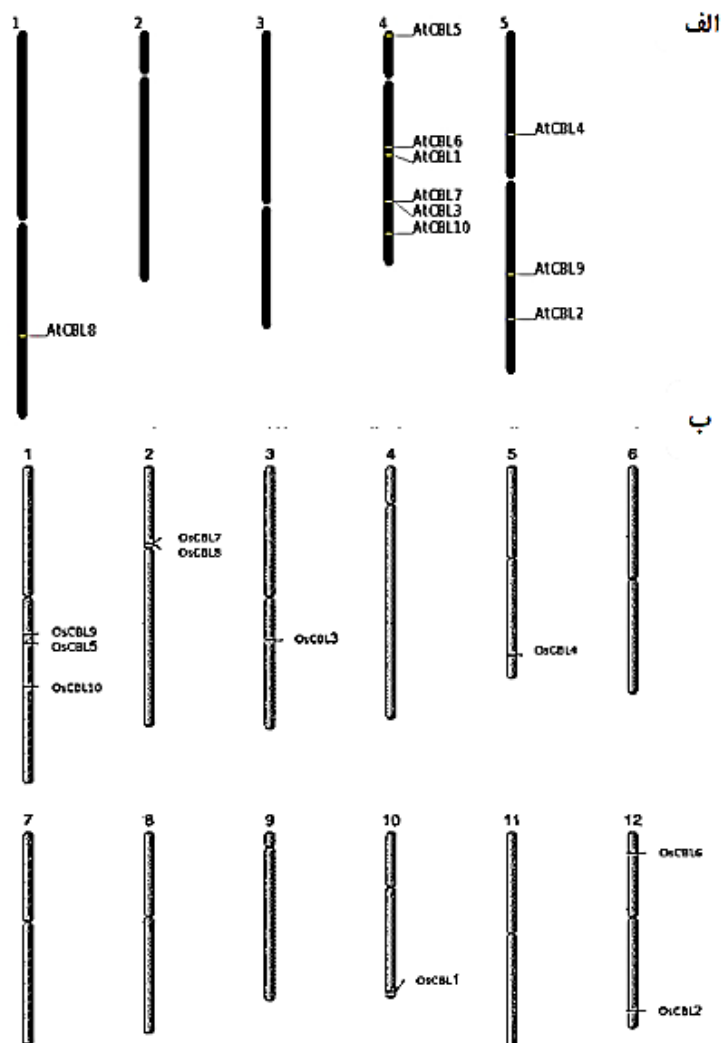 الف
1 2 3 4 5
AtCBL5
AtCBL4
AtCBL6
AtCBL1
AtCBL7
AtCBL3
AtCBL10
AtCBL9
AtCBL2
AtCBL8
ب
1 2 3 4 5 6
OsCBL7
OsCBL8
OsCBL9
OsCBL5
OsCBL3
OsCBL4
OsCBL10
7 8 9 10 11 12
OsCBL6
OsCBL1
OsCBL2